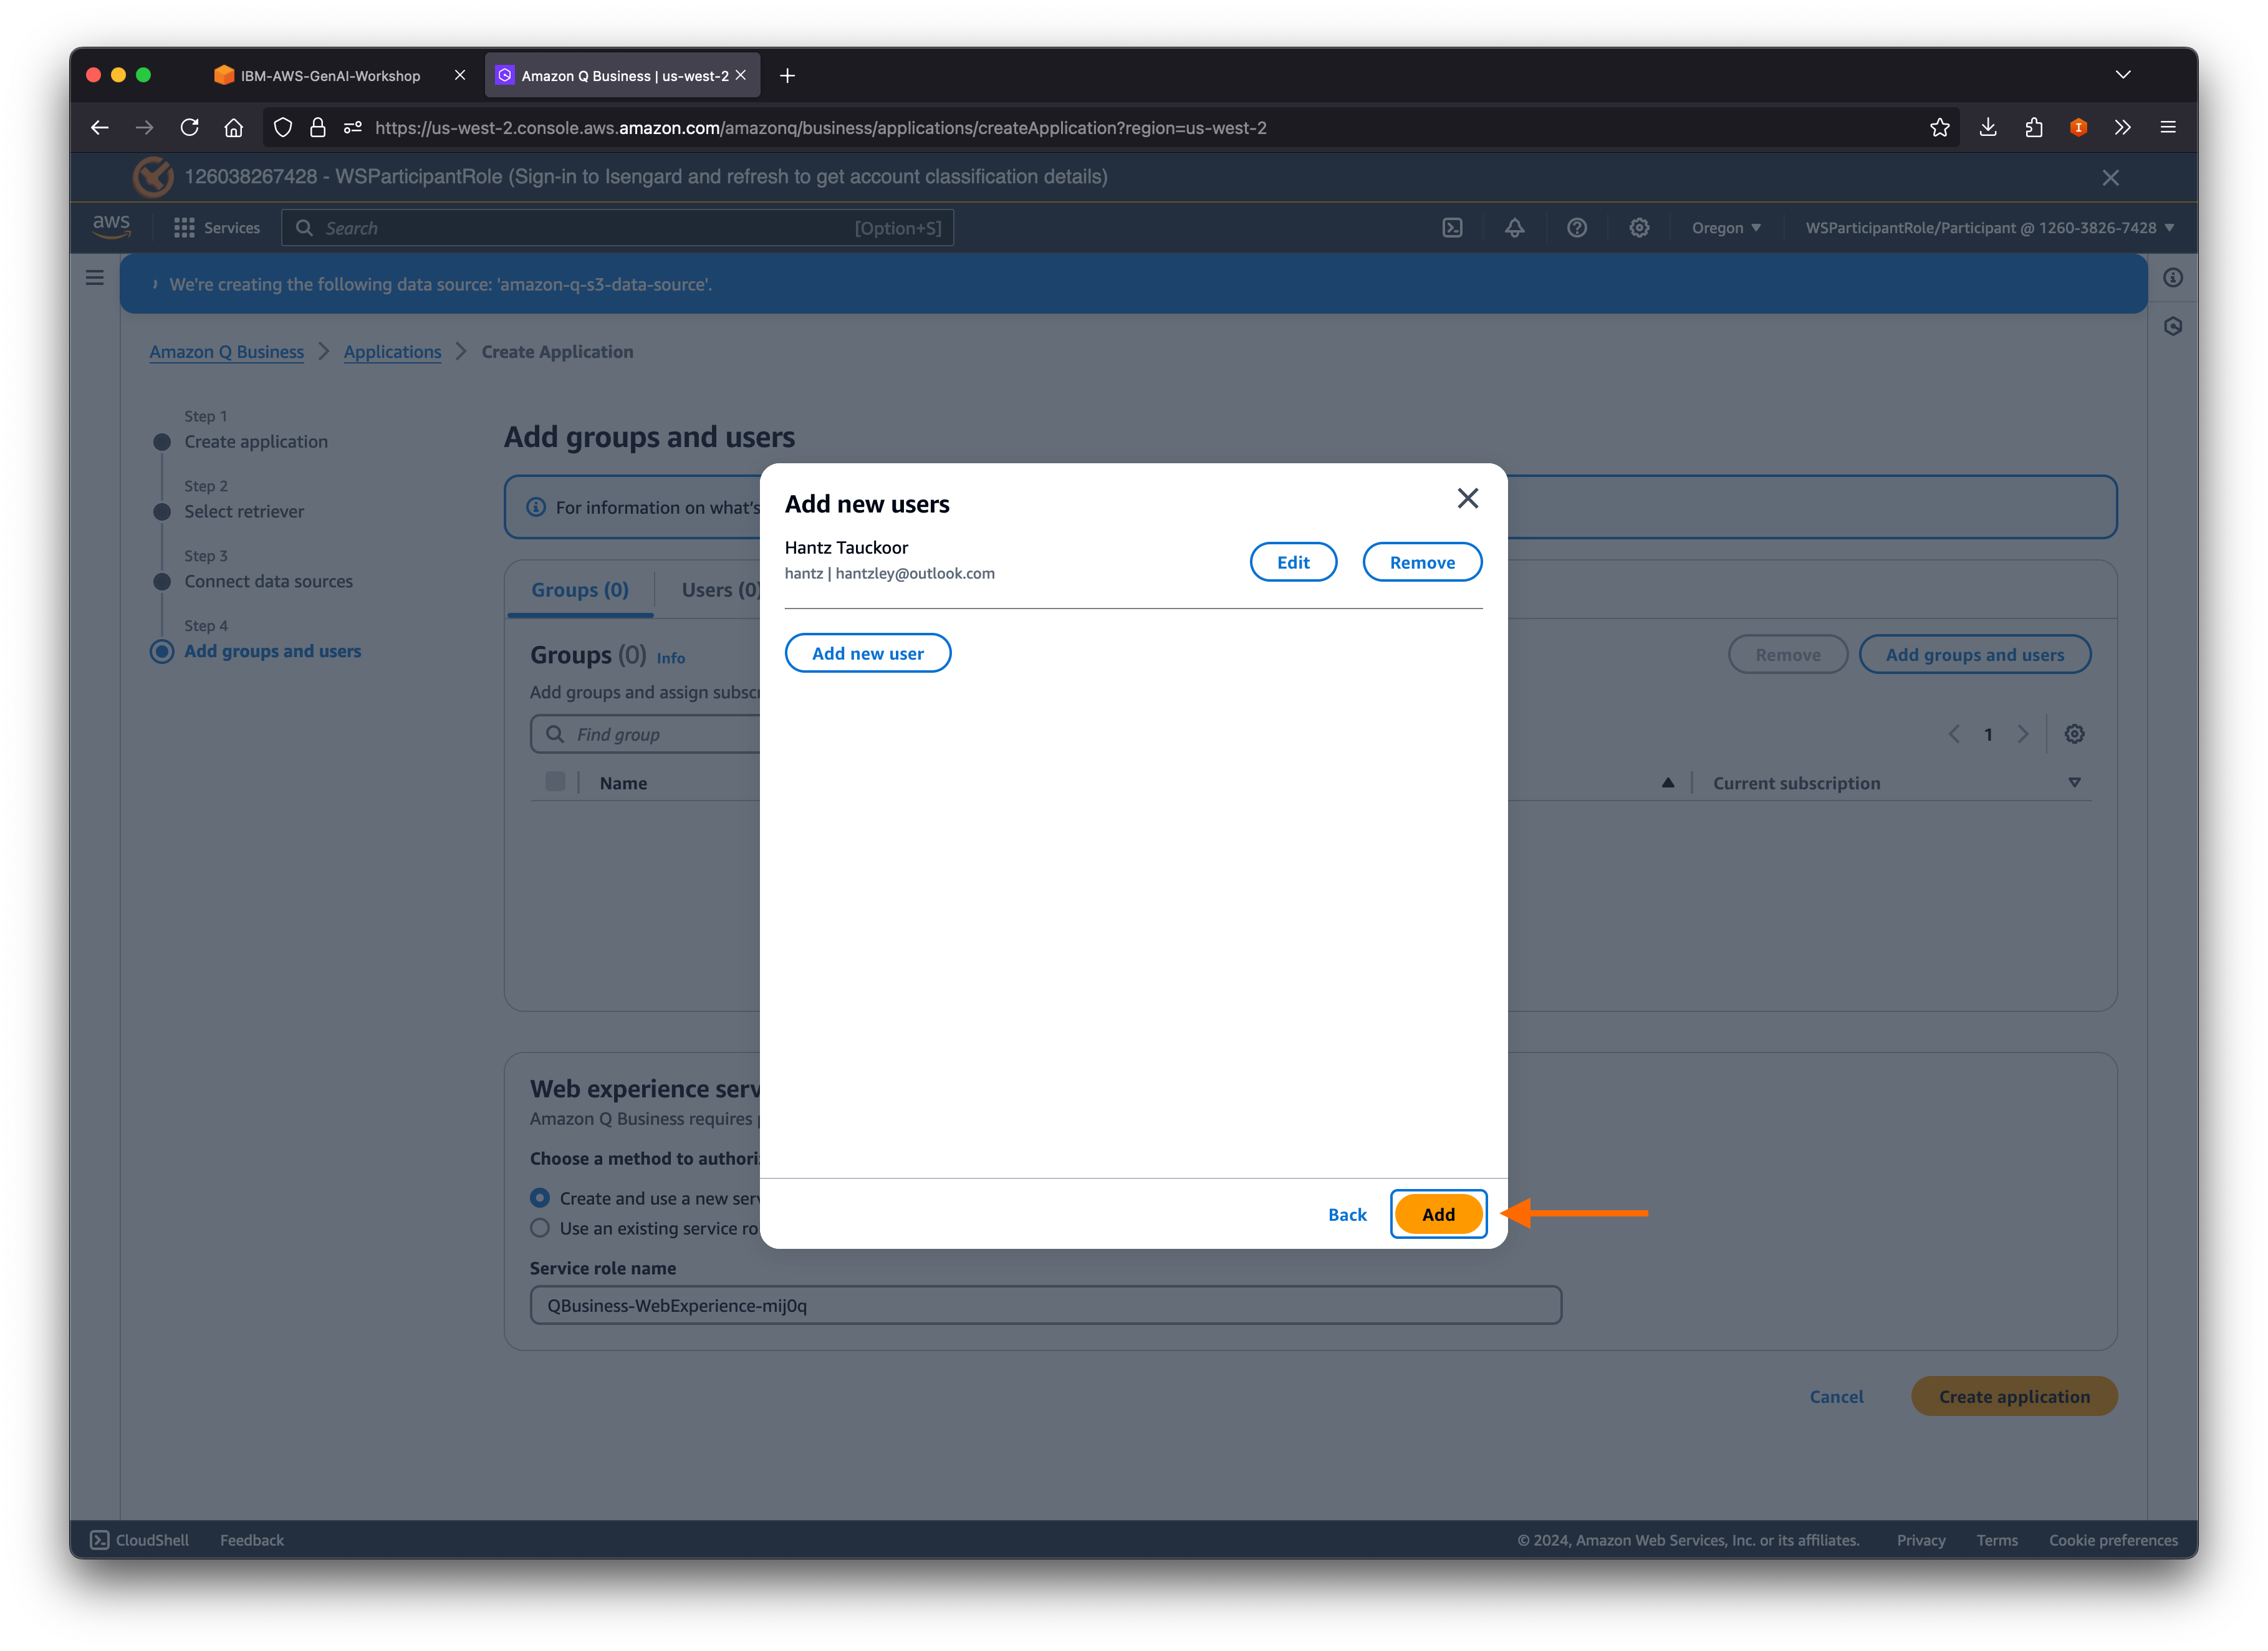 IBM-AWS-GenAI-Workshop
Amazon Q Business | us-west-2
https://us-west-2.console.aws.amazon.com/amazonq/business/applications/createApplication?region=us-west-2
126038267428 - WSParticipantRole (Sign-in to Isengard and refresh to get account classification details)
aws
Services
Search
[Option+S]
Oregon
WSParticipantRole/Participant @ 1260-3826-7428
We're creating the following data source: 'amazon-q-s3-data-source'.
Amazon Q Business
Applications
Create Application
Step 1
Create application
Step 2
Select retriever
Step 3
Connect data sources
Step 4
Add groups and users
Add groups and users
For information on what's
Groups (0)
Users (0)
Groups (0) Info
Remove
Add groups and users
Add groups and assign subscr
Find group
1
Name
Current subscription
Add new users
Hantz Tauckoor
hantz | hantzley@outlook.com
Edit
Remove
Add new user
Back
Add
Web experience serv
Amazon Q Business requires
Choose a method to authori
Create and use a new serv
Use an existing service ro
Service role name
QBusiness-WebExperience-mij0q
Cancel
Create application
CloudShell
Feedback
© 2024, Amazon Web Services, Inc. or its affiliates.
Privacy
Terms
Cookie preferences